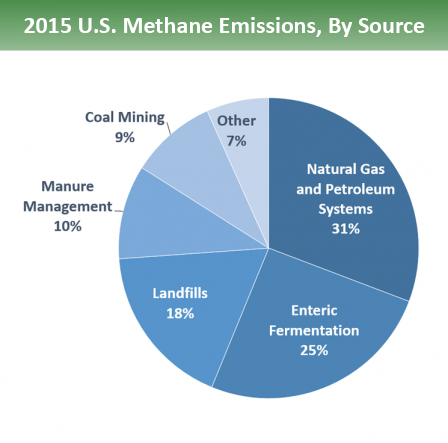 2015 U.S. Methane Emissions, By Source
Other
7%
Natural Gas
and Petroleum
Systems
31%
Enteric
Fermentation
25%
Landfills
18%
Manure
Management
10%
Coal Mining
9%